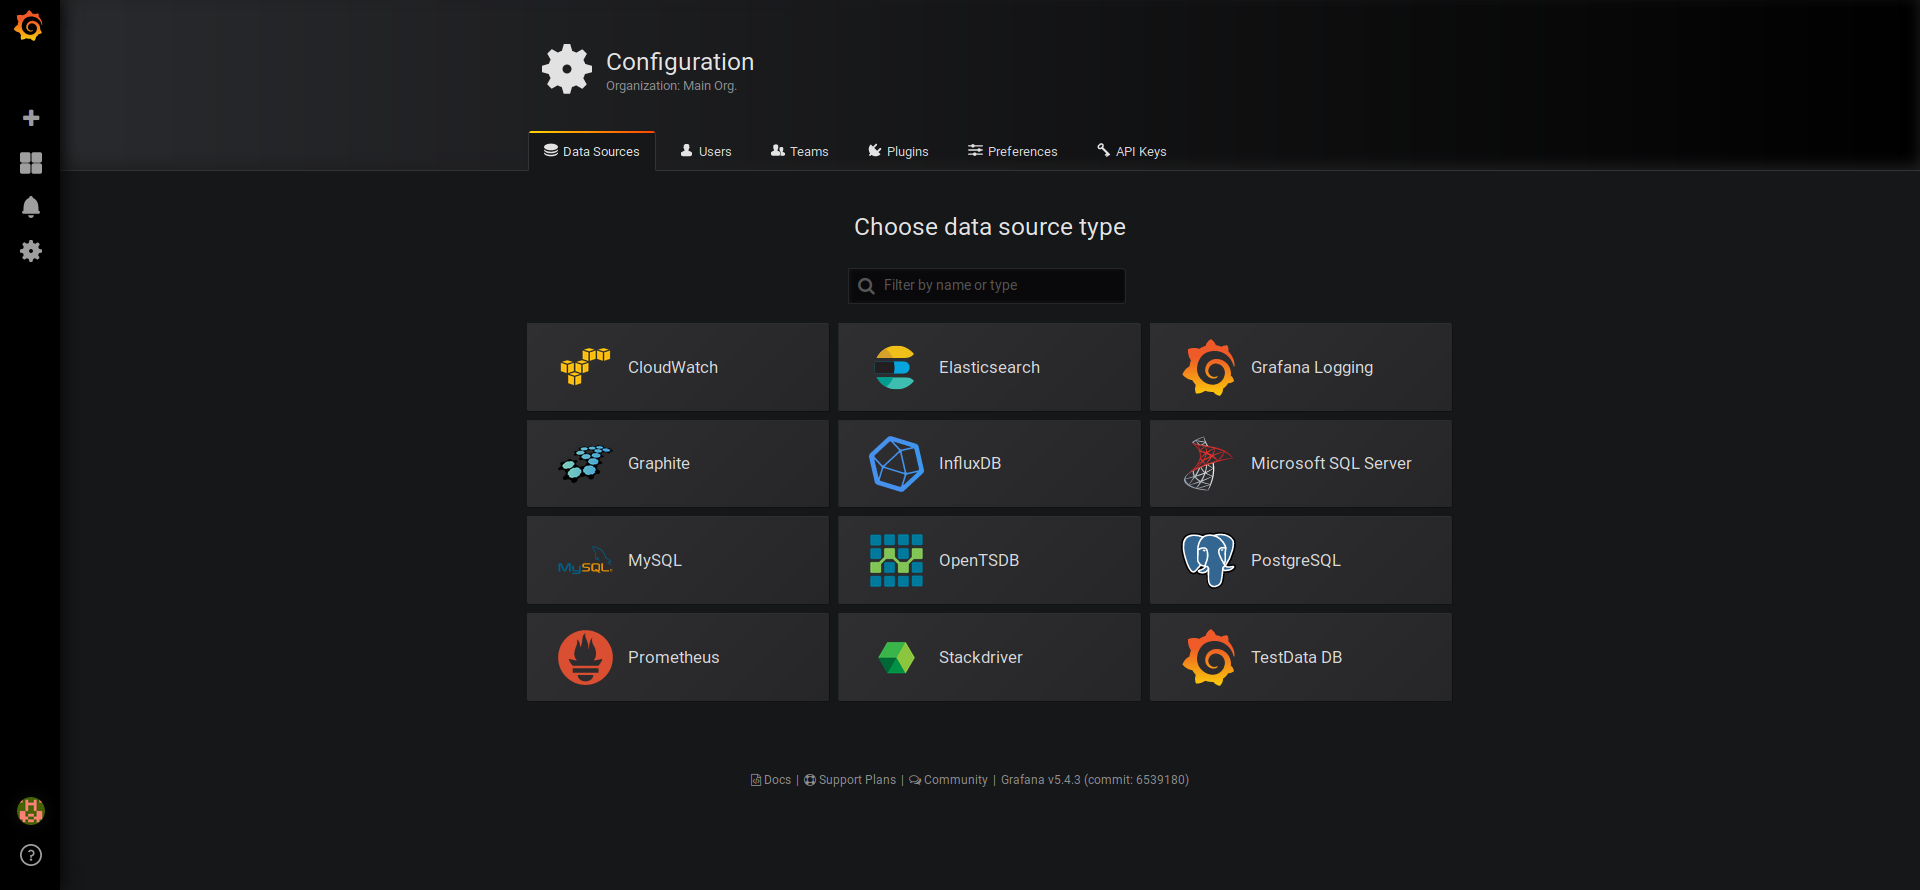 Configuration
Organization: Main Org.
Data Sources
Users
Teams
Plugins
Preferences
API Keys
Choose data source type
Filter by name or type
CloudWatch
Elasticsearch
Grafana Logging
Graphite
InfluxDB
Microsoft SQL Server
MySQL
MySQL
OpenTSDB
PostgreSQL
Prometheus
Stackdriver
TestData DB
Docs | Support Plans | Community | Grafana v5.4.3 (commit: 6539180)
?